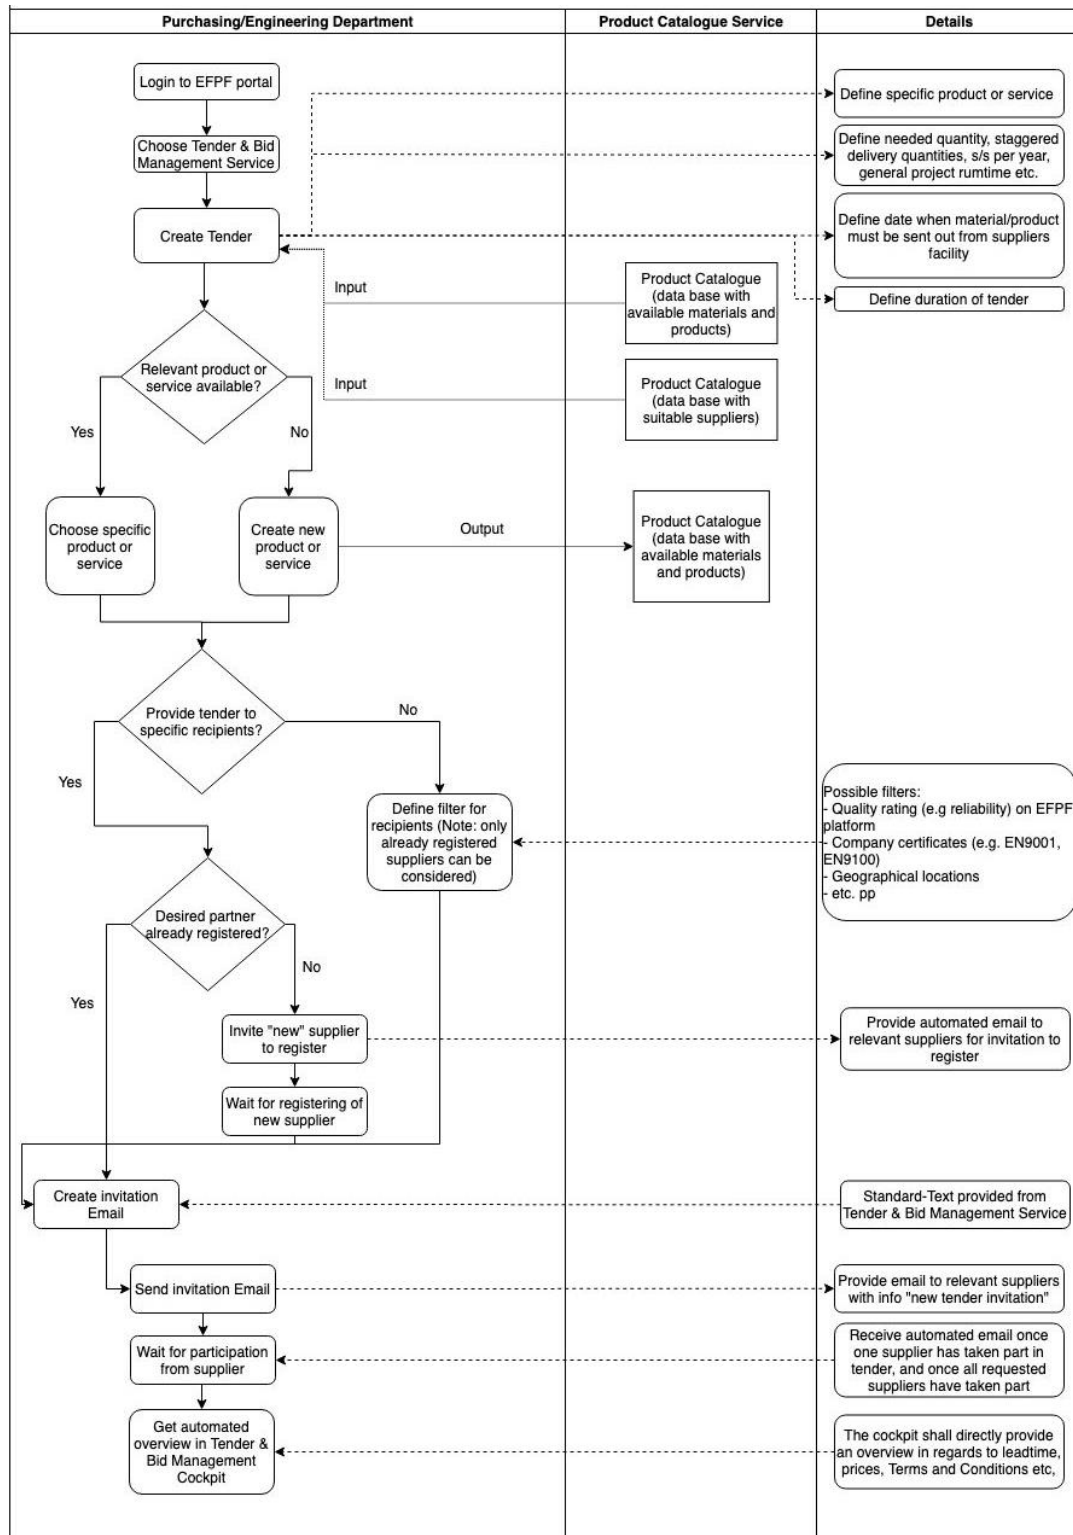 Purchasing/Engineering Department
Product Catalogue Service
Details
Login to EFPF portal
Define specific product or service
Choose Tender & Bid
Management Service
Define needed quantity, staggered
delivery quantities, s/s per year,
general project rumtime etc.
Create Tender
Define date when material/product
must be sent out from suppliers
facility
Input
Product Catalogue
(data base with
available materials and
products)
Define duration of tender
Relevant product or
service available?
Input
Product Catalogue
(data base with
suitable suppliers)
Yes
No
Choose specific
product or
service
Create new
product or
service
Output
Product Catalogue
(data base with
available materials
and products)
Provide tender to
specific recipients?
No
Yes
Define filter for
recipients (Note: only
already registered
suppliers can be
considered)
Possible filters:
- Quality rating (e.g reliability) on EFPF
platform
- Company certificates (e.g. EN9001,
EN9100)
- Geographical locations
- etc. pp
Desired partner
already registered?
No
Yes
Invite "new" supplier
to register
Provide automated email to
relevant suppliers for invitation to
register
Wait for registering of
new supplier
Create invitation
Email
Standard-Text provided from
Tender & Bid Management Service
Send invitation Email
Provide email to relevant suppliers
with info "new tender invitation"
Wait for participation
from supplier
Receive automated email once
one supplier has taken part in
tender, and once all requested
suppliers have taken part
Get automated
overview in Tender &
Bid Management
Cockpit
The cockpit shall directly provide
an overview in regards to leadtime,
prices, Terms and Conditions etc,